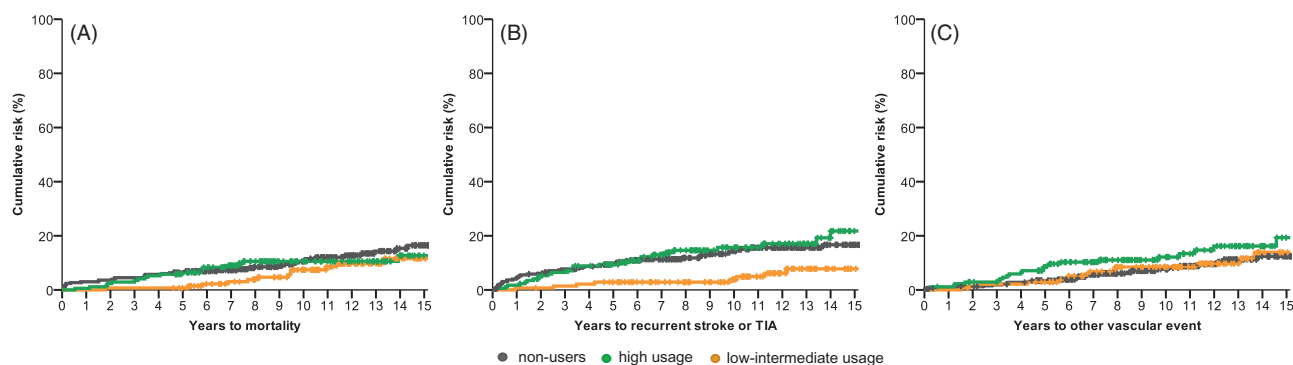 (A)
100
80
60
40
20
0
Cumulative risk (%)
0 1 2 3 4 5 6 7 8 9 10 11 12 13 14 15
Years to mortality
(B)
100
80
60
40
20
0
Cumulative risk (%)
0 1 2 3 4 5 6 7 8 9 10 11 12 13 14 15
Years to recurrent stroke or TIA
(C)
100
80
60
40
20
0
Cumulative risk (%)
0 1 2 3 4 5 6 7 8 9 10 11 12 13 14 15
Years to other vascular event
non-users high usage low-intermediate usage